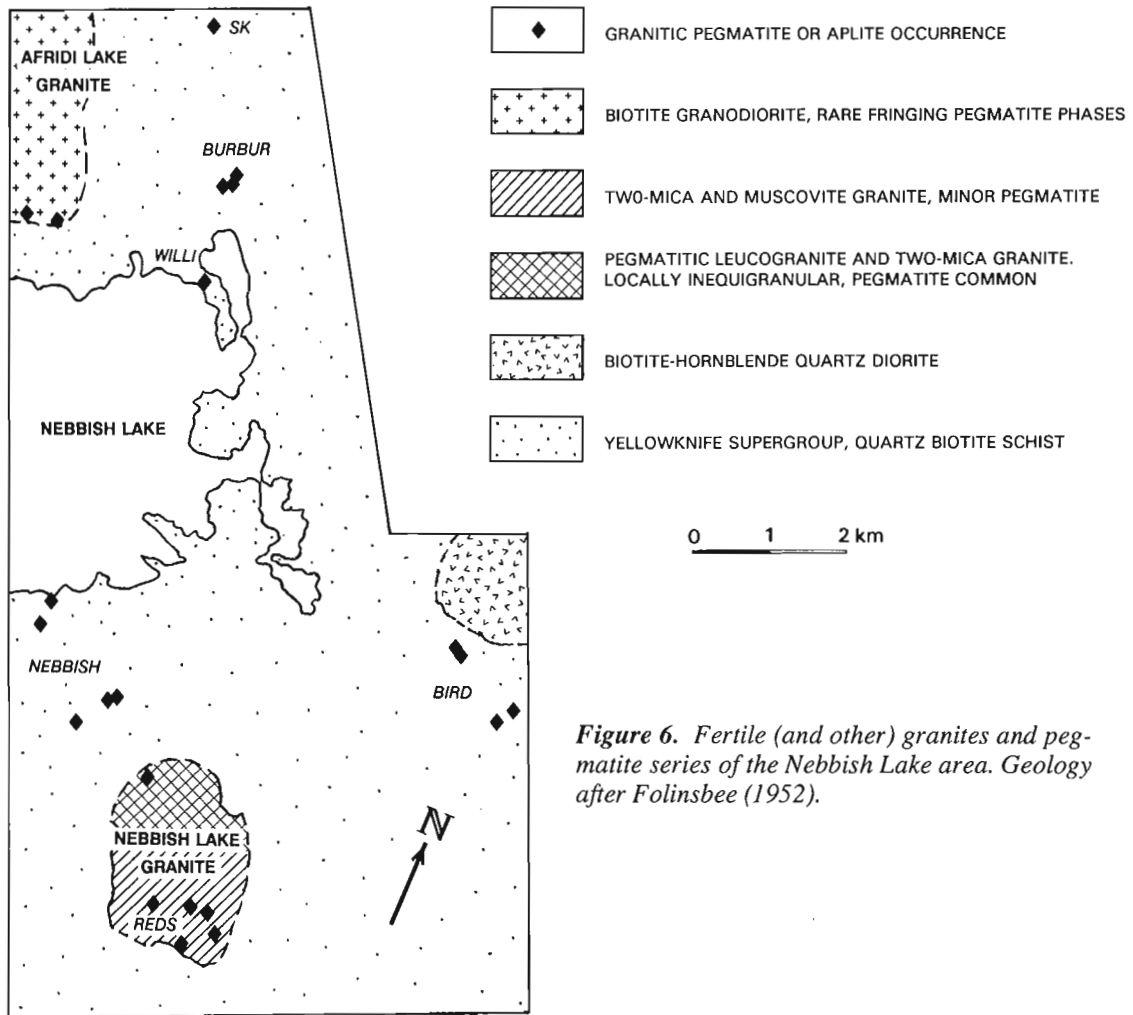 SK
AFRIDI LAKE
GRANITE
BURBUR
WILLI
NEBBISH LAKE
NEBBISH
BIRD
NEBBISH LAKE
GRANITE
REDS
N
GRANITIC PEGMATITE OR APLITE OCCURRENCE
BIOTITE GRANODIORITE, RARE FRINGING PEGMATITE PHASES
TWO-MICA AND MUSCOVITE GRANITE, MINOR PEGMATITE
PEGMATITIC LEUCOGRANITE AND TWO-MICA GRANITE.
LOCALLY INEQUIGRANULAR, PEGMATITE COMMON
BIOTITE-HORNBLENDE QUARTZ DIORITE
YELLOWKNIFE SUPERGROUP, QUARTZ BIOTITE SCHIST
0 1 2 km
Figure 6. Fertile (and other) granites and peg-
matite series of the Nebbish Lake area. Geology
after Folinsbee (1952).